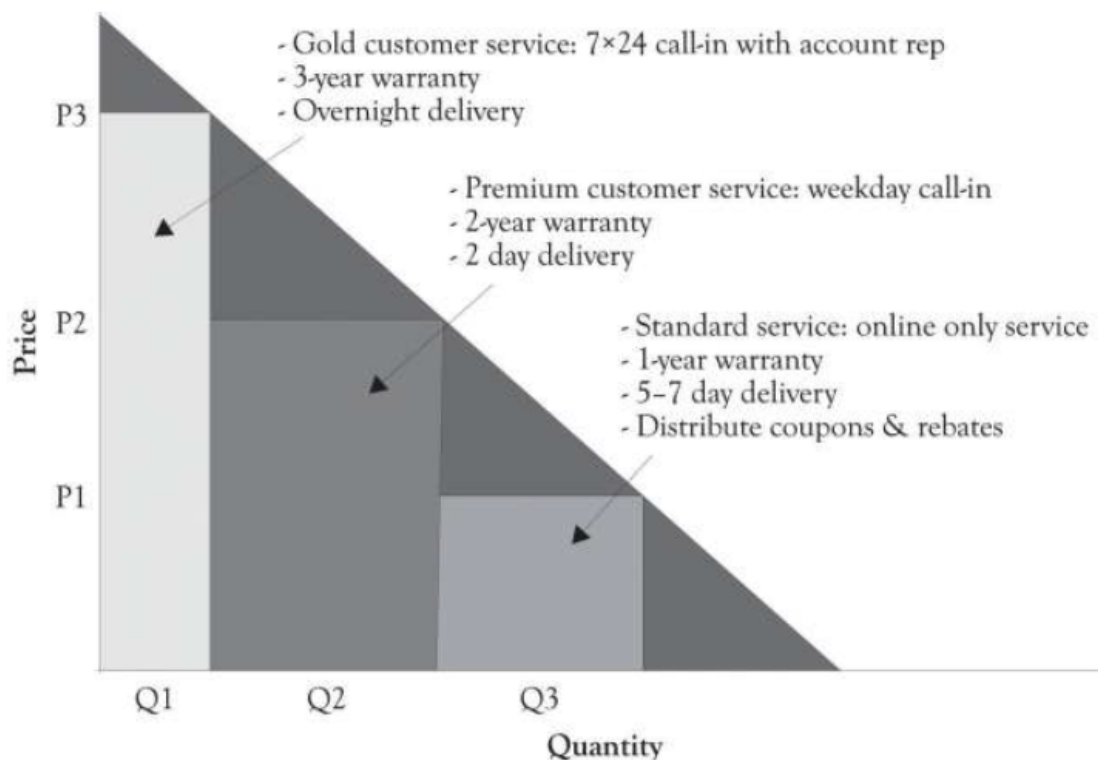 - Gold customer service: 7×24 call-in with account rep
- 3-year warranty
- Overnight delivery
P3
- Premium customer service: weekday call-in
- 2-year warranty
- 2 day delivery
P2
- Standard service: online only service
- 1-year warranty
- 5–7 day delivery
- Distribute coupons & rebates
Price
P1
Q1
Q2
Q3
Quantity